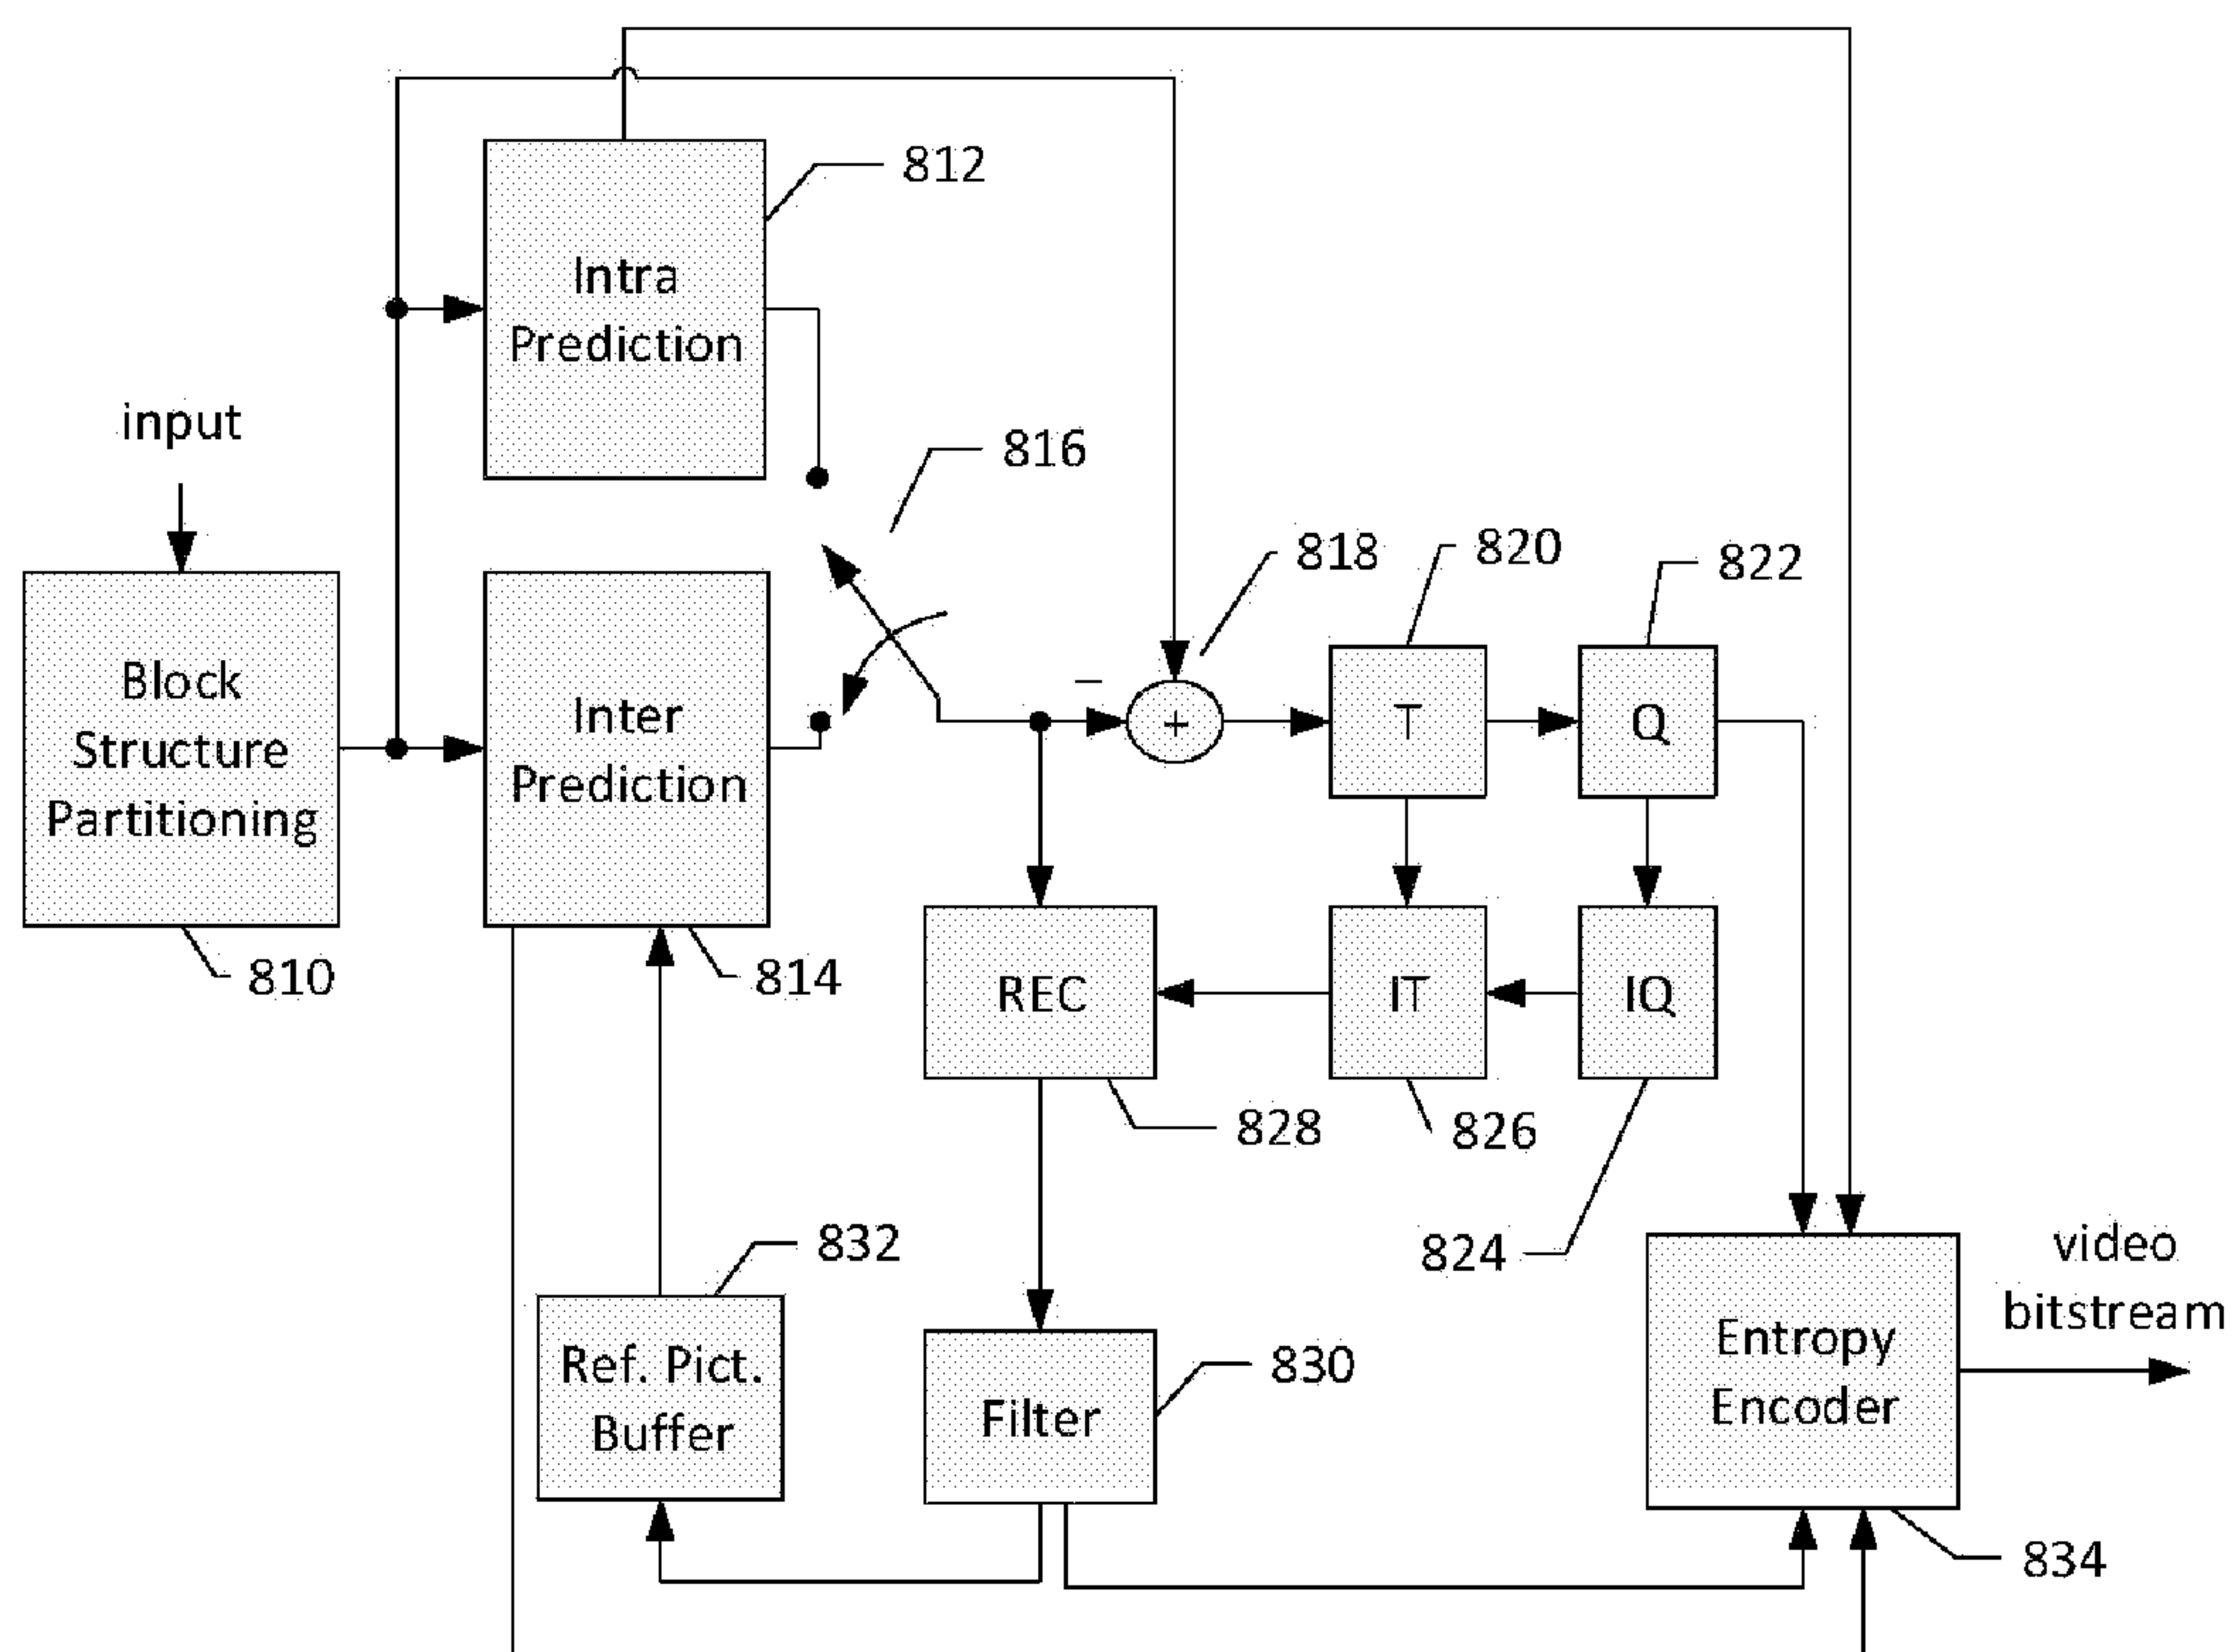 812
Intra
Prediction
input
816
818
820
822
Block
Structure
Partitioning
Inter
Prediction
−
+
T
Q
810
814
REC
IT
IQ
828
826
832
824
video
bitstream
Ref. Pict.
Buffer
Filter
830
Entropy
Encoder
834